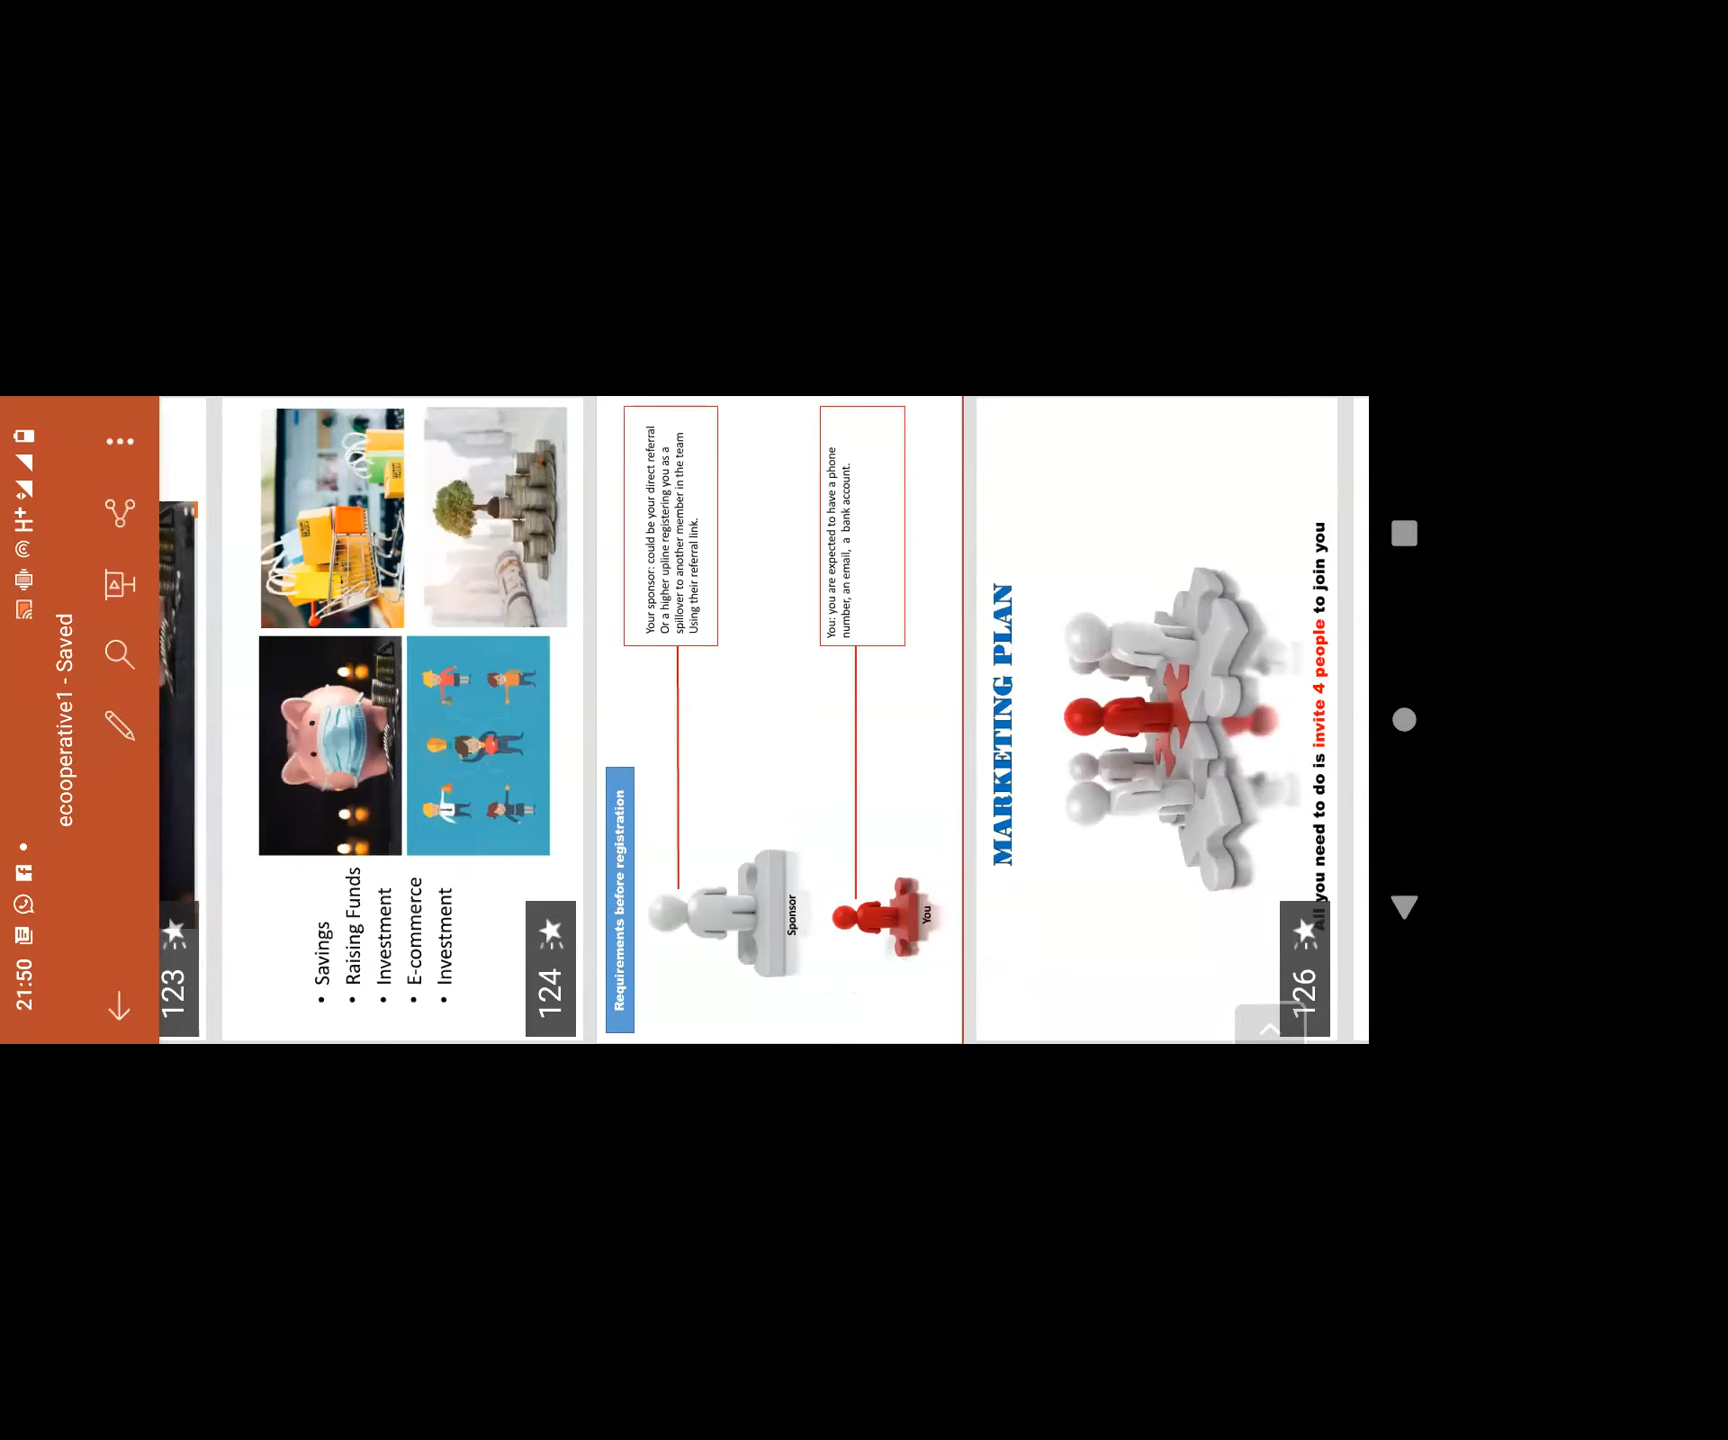 21:50
H+
ecooperative1 - Saved
123
• Savings
• Raising Funds
• Investment
• E-commerce
• Investment
124
Requirements before registration
Your sponsor: could be your direct referral
Or a higher upline registering you as a
spillover to another member in the team
Using their referral link.
Sponsor
You: you are expected to have a phone
number, an email, a bank account.
You
MARKETING PLAN
All you need to do is invite 4 people to join you
126